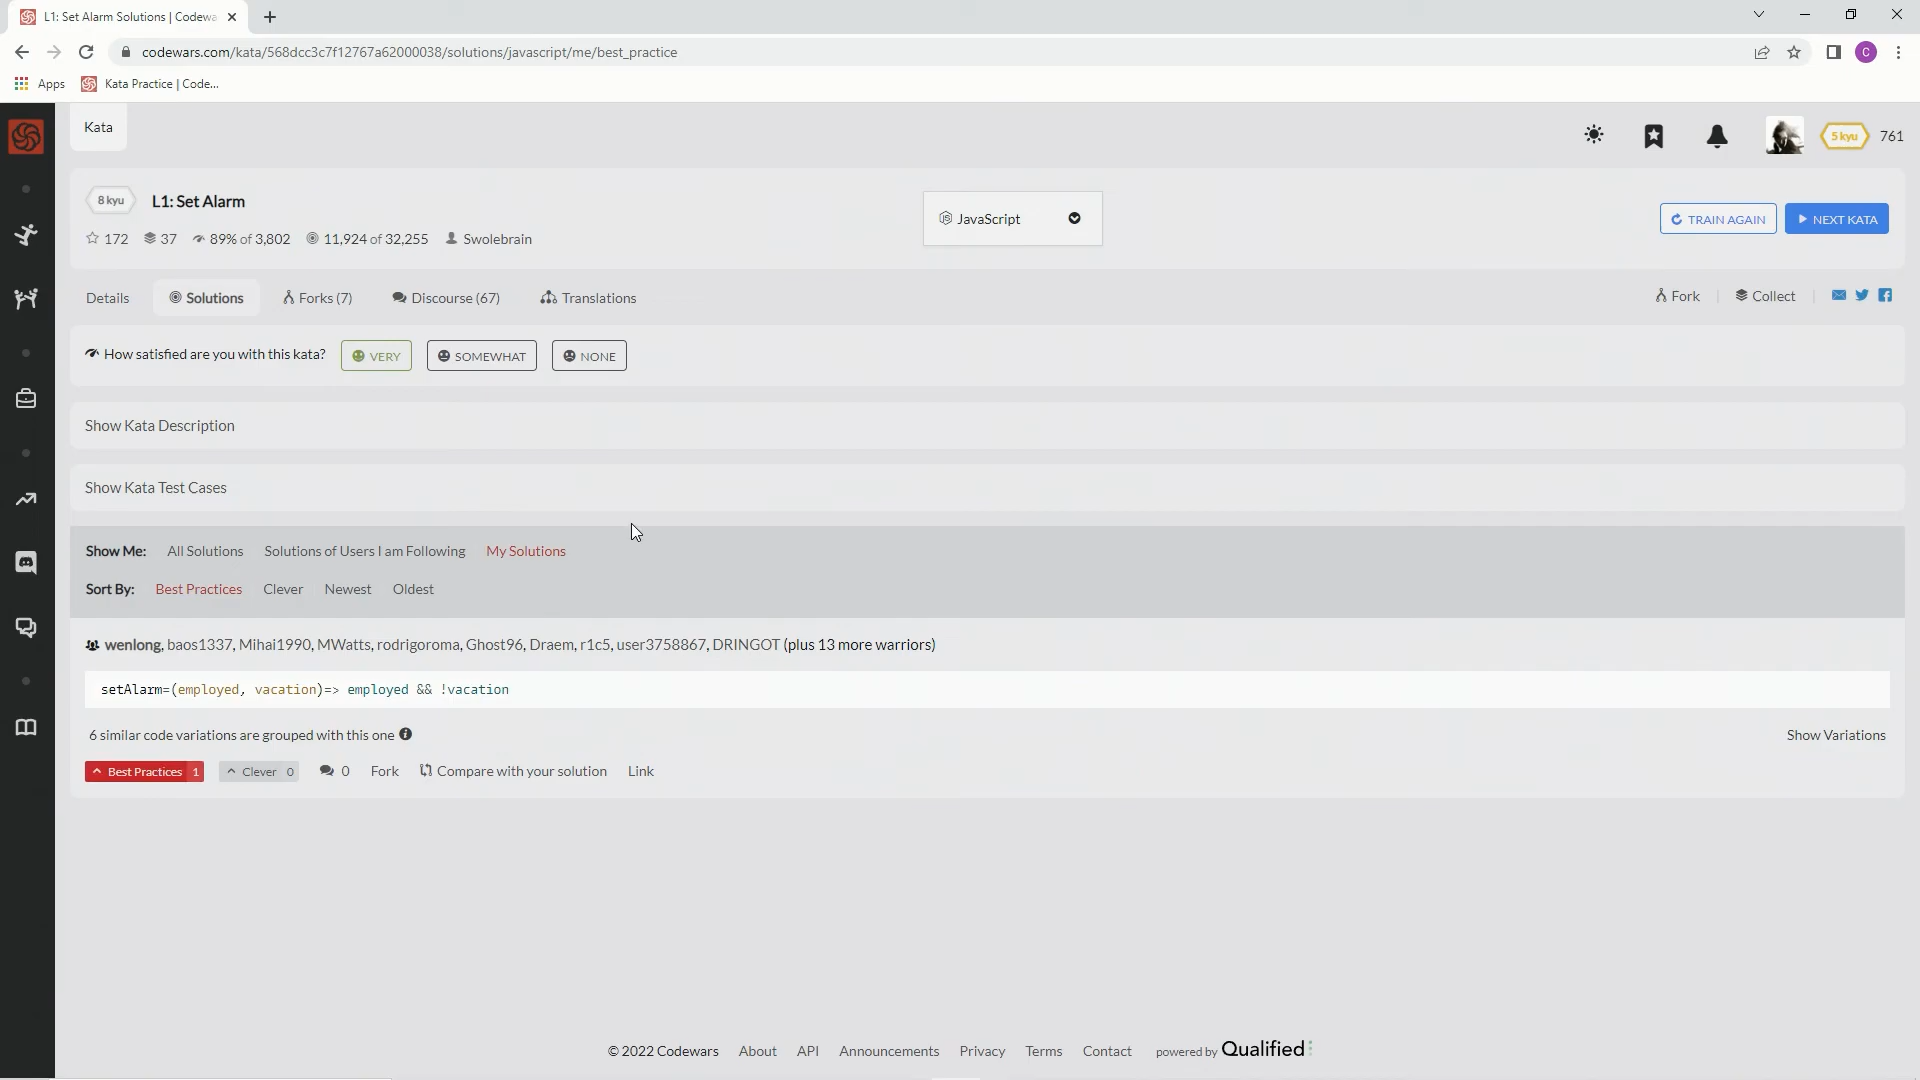 L1: Set Alarm Solutions | Codewa
codewars.com/kata/568dcc3c7f12767a62000038/solutions/javascript/me/best_practice
C
Apps
Kata Practice | Code...
Kata
5 kyu
761
8 kyu
L1: Set Alarm
172
37
89% of 3,802
11,924 of 32,255
Swolebrain
JavaScript
TRAIN AGAIN
NEXT KATA
Details
Solutions
Forks (7)
Discourse (67)
Translations
Fork
Collect
How satisfied are you with this kata?
VERY
SOMEWHAT
NONE
Show Kata Description
Show Kata Test Cases
Show Me: All Solutions Solutions of Users I am Following My Solutions
Sort By: Best Practices Clever Newest Oldest
wenlong, baos1337, Mihai1990, MWatts, rodrigoroma, Ghost96, Draem, r1c5, user3758867, DRINGOT (plus 13 more warriors)
setAlarm=(employed, vacation)=> employed && !vacation
6 similar code variations are grouped with this one
Show Variations
Best Practices 1
Clever 0
0
Fork
Compare with your solution
Link
© 2022 Codewars About API Announcements Privacy Terms Contact powered by Qualified